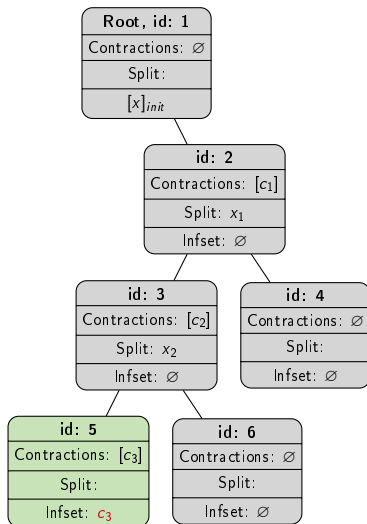 Root, id: 1
Contractions: ∅
Split:
[x]init
id: 2
Contractions: [c1]
Split: x1
Infset: ∅
id: 3
Contractions: [c2]
Split: x2
Infset: ∅
id: 4
Contractions: ∅
Split:
Infset: ∅
id: 5
Contractions: [c3]
Split:
Infset: c3
id: 6
Contractions: ∅
Split:
Infset: ∅